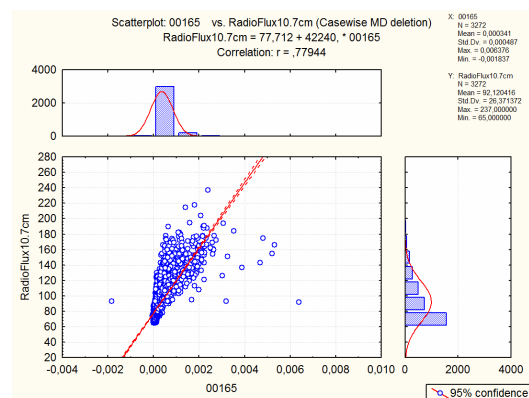 Scatterplot: 00165 vs. RadioFlux10.7cm (Casewise MD deletion)
RadioFlux10.7cm = 77,712 + 42240, * 00165
Correlation: r = ,77944
X: 00165
N = 3272
Mean = 0,000341
Std.Dv. = 0,000487
Max. = 0,006376
Min. = -0,001837
Y: RadioFlux10.7cm
N = 3272
Mean = 92,120416
Std.Dv. = 26,371372
Max. = 237,000000
Min. = 65,000000
4000
2000
0
280
260
240
220
200
180
160
140
120
100
80
60
40
20
RadioFlux10.7cm
-0,004
-0,002
0,000
0,002
0,004
0,006
0,008
0,010
00165
0
2000
4000
95% confidence